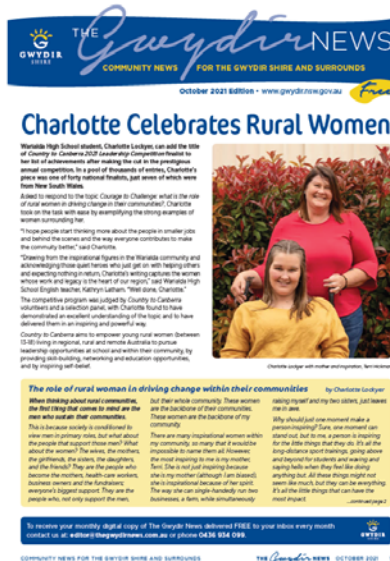 GWYDIR
SHIRE
THE Gwydir NEWS
COMMUNITY NEWS FOR THE GWYDIR SHIRE AND SURROUNDS
October 2021 Edition • www.gwydir.nsw.gov.au
Free
Charlotte Celebrates Rural Women
Warialda High School student, Charlotte Lockyer, can add the title
of Country to Canberra 2021 Leadership Competition finalist to
her list of achievements after making the cut in the prestigious
annual competition. In a pool of thousands of entries, Charlotte's
piece was one of forty national finalists, just seven of which were
from New South Wales.
Asked to respond to the topic Courage to Challenge: what is the role
of rural women in driving change in their communities?, Charlotte
took on the task with ease by exemplifying the strong examples of
women surrounding her.
"I hope people start thinking more about the people in smaller jobs
and behind the scenes and the way everyone contributes to make
the community better," said Charlotte.
"Drawing from the inspirational figures in the Warialda community and
acknowledging those quiet heroes who just get on with helping others
and expecting nothing in return, Charlotte's writing captures the women
whose work and legacy is the heart of our region," said Warialda High
School English teacher, Kathryn Latham. "Well done, Charlotte."
The competitive program was judged by Country to Canberra
volunteers and a selection panel, with Charlotte found to have
demonstrated an excellent understanding of the topic and to have
delivered them in an inspiring and powerful way.
Country to Canberra aims to empower young rural women (between
13-18) living in regional, rural and remote Australia to pursue
leadership opportunities at school and within their community, by
providing skill-building, networking and education opportunities,
and by inspiring self-belief.
Charlotte Lockyer with mother and inspiration, Terri
The role of rural woman in driving change within their communities by Charlotte Lockyer
When thinking about rural communities,
the first thing that comes to mind are the
men who sustain their communities.
This is because society is conditioned to
view men in primary roles, but what about
the people that support those men? What
about the women? The wives, the mothers,
the girlfriends, the sisters, the daughters,
and the friends? They are the people who
become the mothers, health-care workers,
business owners and the fundraisers;
everyone's biggest support. They are the
people who, not only support the men,
but their whole community. These women
are the backbone of their communities.
These women are the backbone of my
community.
There are many inspirational women within
my community, so many that it would be
impossible to name them all. However,
the most inspiring to me is my mother,
Terri. She is not just inspiring because
she is my mother (although I am biased),
she is inspirational because of her spirit.
The way she can single-handedly run two
businesses, a farm, while simultaneously
raising myself and my two sisters, just leaves
me in awe.
Why should just one moment make a
person inspiring? Sure, one moment can
stand out, but to me, a person is inspiring
for the little things that they do. It's all the
long-distance sport trainings, going above
and beyond for students and waving and
saying hello when they feel like doing
anything but. All these things might not
seem like much, but they can be everything.
It's all the little things that can have the
most impact.
...continued page 2
To receive your monthly digital copy of The Gwydir News delivered FREE to your inbox every month
contact us at: editor@thegwydirnews.com.au or phone 0436 934 099.
GWYDIR
COMMUNITY NEWS FOR THE GWYDIR SHIRE AND SURROUNDS
THE Gwydir NEWS OCTOBER 2021